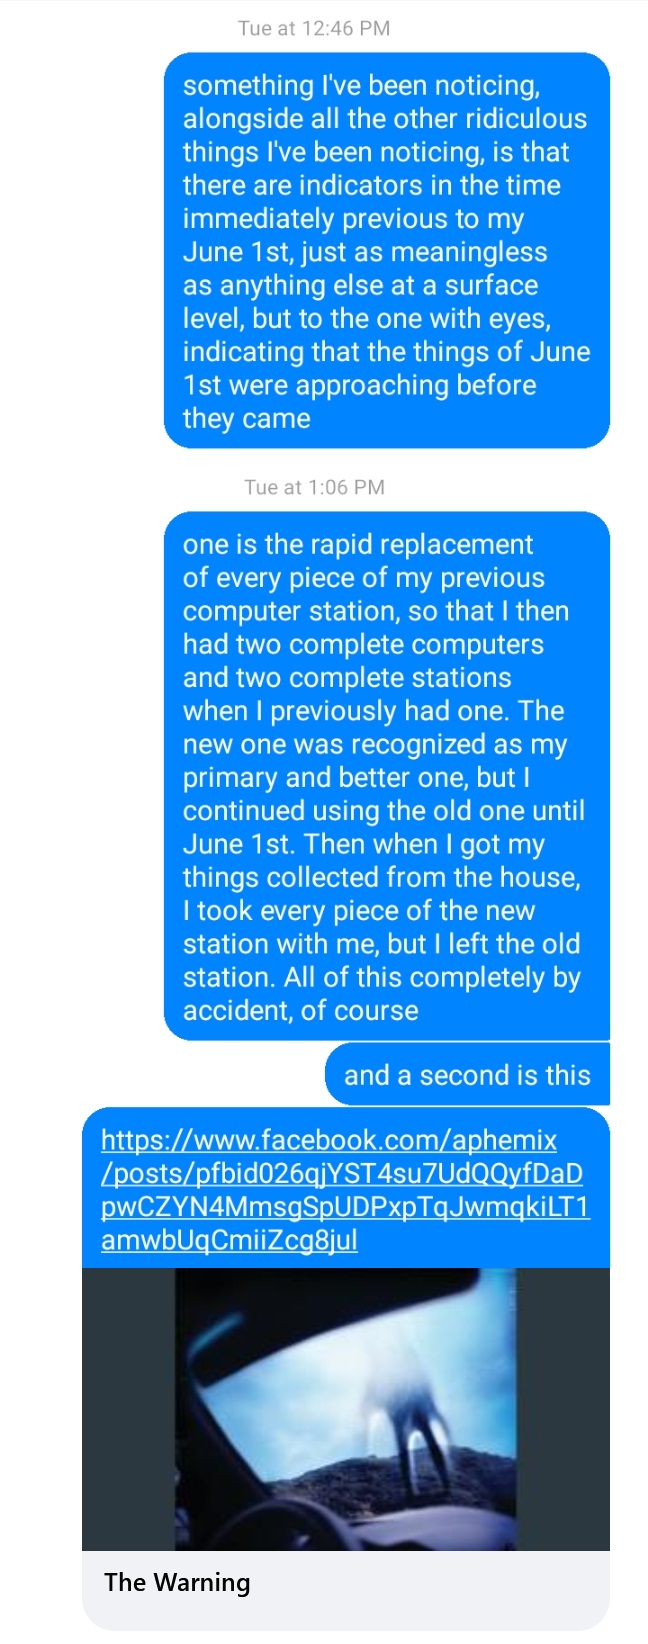 Tue at 12:46 PM
something I've been noticing,
alongside all the other ridiculous
things I've been noticing, is that
there are indicators in the time
immediately previous to my
June 1st, just as meaningless
as anything else at a surface
level, but to the one with eyes,
indicating that the things of June
1st were approaching before
they came
Tue at 1:06 PM
one is the rapid replacement
of every piece of my previous
computer station, so that I then
had two complete computers
and two complete stations
when I previously had one. The
new one was recognized as my
primary and better one, but I
continued using the old one until
June 1st. Then when I got my
things collected from the house,
I took every piece of the new
station with me, but I left the old
station. All of this completely by
accident, of course
and a second is this
https://www.facebook.com/aphemix
/posts/pfbid026qjYST4su7UdQQyfDaD
pwCZYN4MmsgSpUDPxpTqJwmqkiLT1
amwbUqCmiiZcg8jul
The Warning